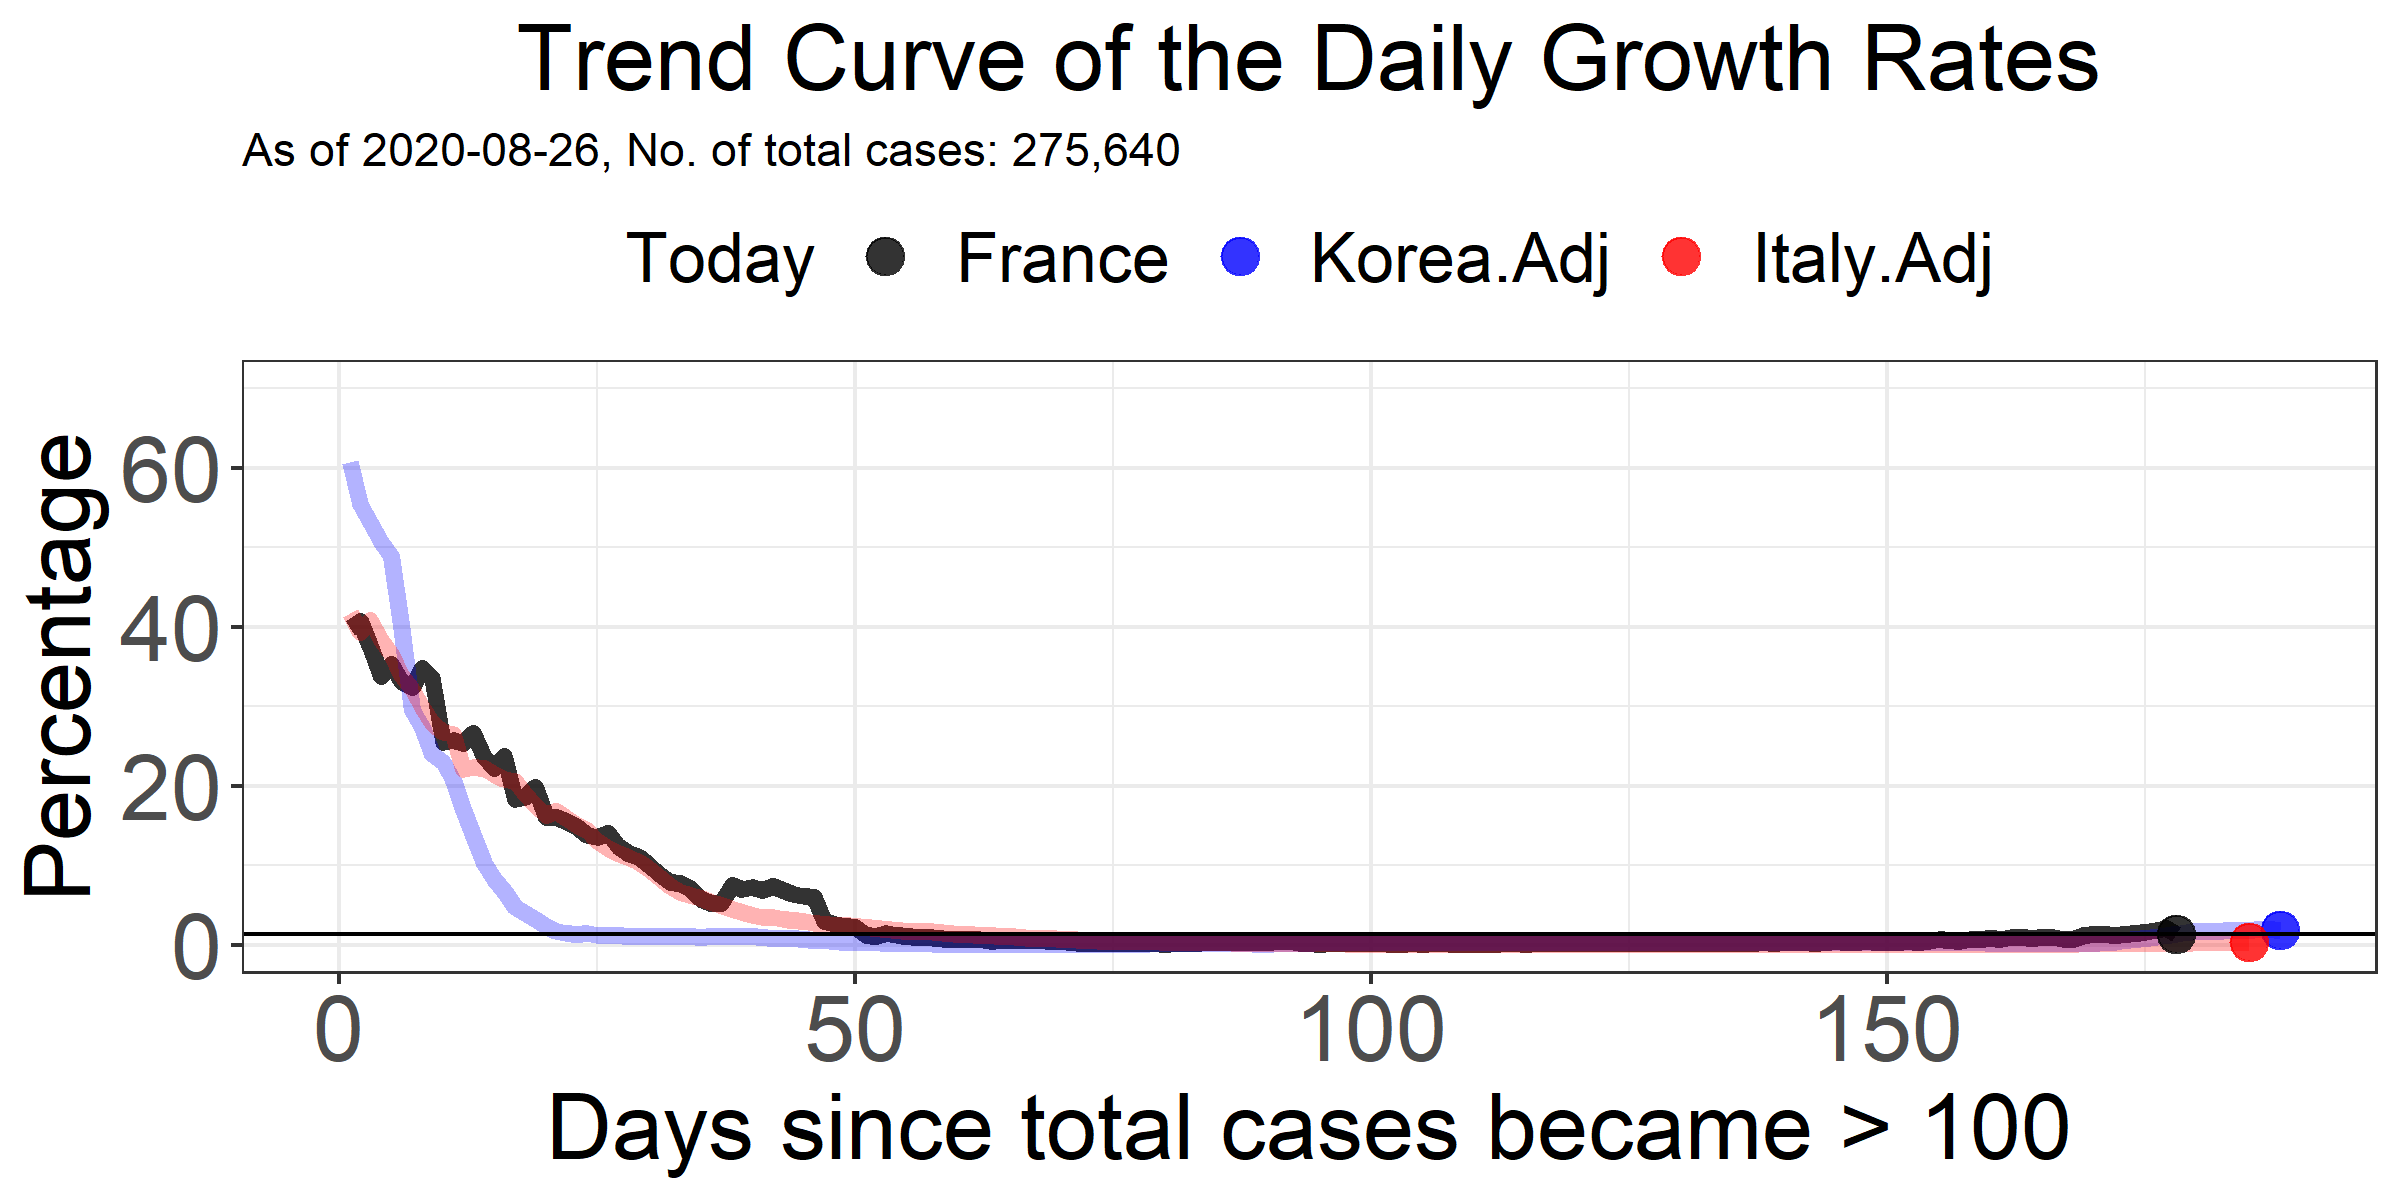 Trend Curve of the Daily Growth Rates
As of 2020-08-26, No. of total cases: 275,640
Today France Korea.Adj Italy.Adj
Percentage
60
40
20
0
0 50 100 150
Days since total cases became > 100